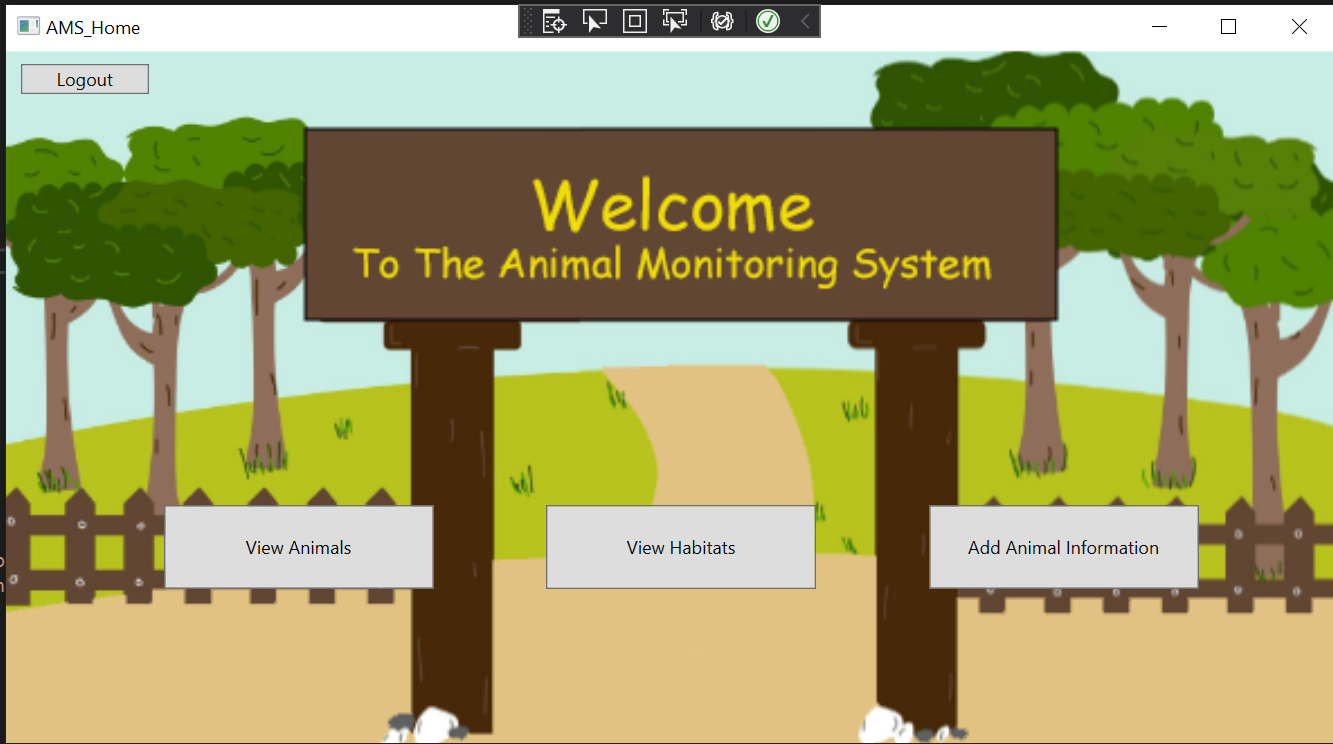 AMS_Home
Logout
Welcome
To The Animal Monitoring System
View Animals
View Habitats
Add Animal Information